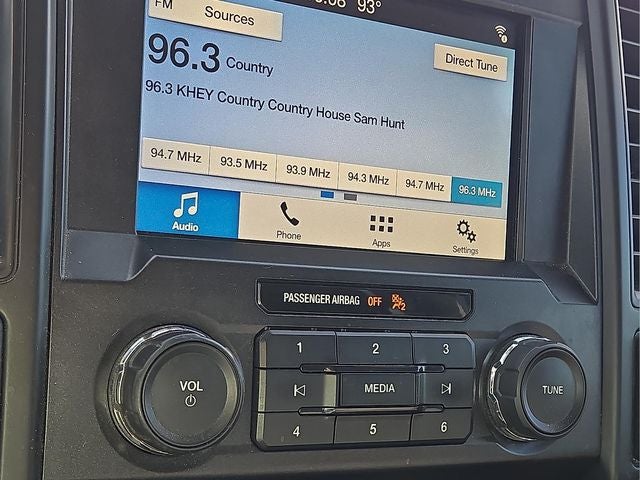 93°
FM
Sources
96.3 Country
Direct Tune
96.3 KHEY Country Country House Sam Hunt
94.7 MHz 93.5 MHz 93.9 MHz 94.3 MHz 94.7 MHz 96.3 MHz
Audio Phone Apps Settings
PASSENGER AIRBAG OFF 2
1 2 3
VOL MEDIA TUNE
4 5 6